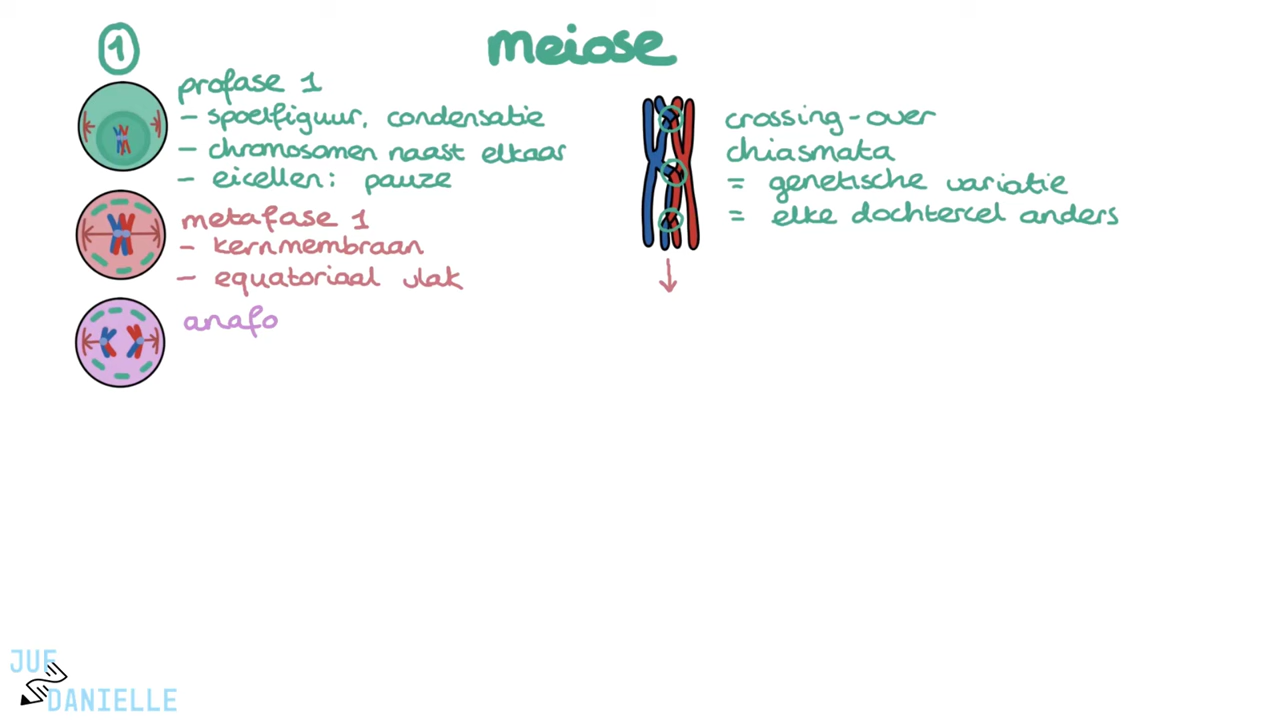 1
meiose
profase 1
- spoelfiguur, condensatie
- chromosomen naast elkaar
- eicellen: pauze
metafase 1
- kernmembraan
- equatoriaal vlak
anafa
crossing-over
chiasmata
= genetische variatie
= elke dochtercel anders
JUF
DANIELLE